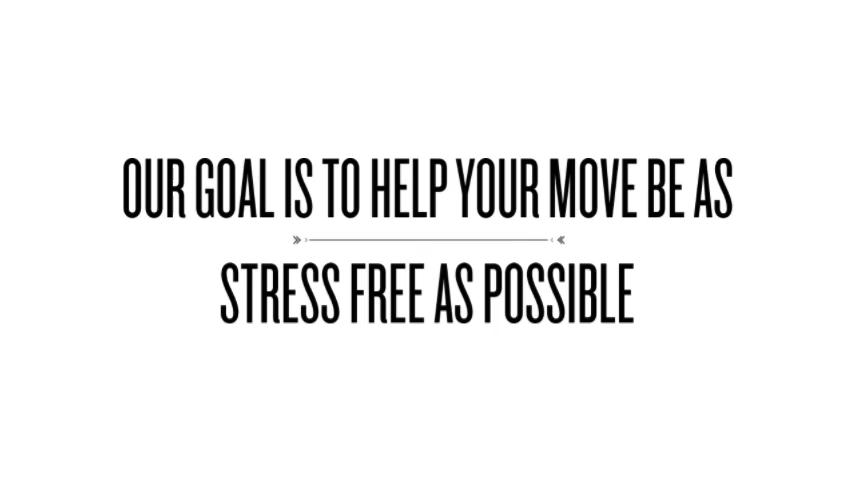 OUR GOAL IS TO HELP YOUR MOVE BE AS
STRESS FREE AS POSSIBLE